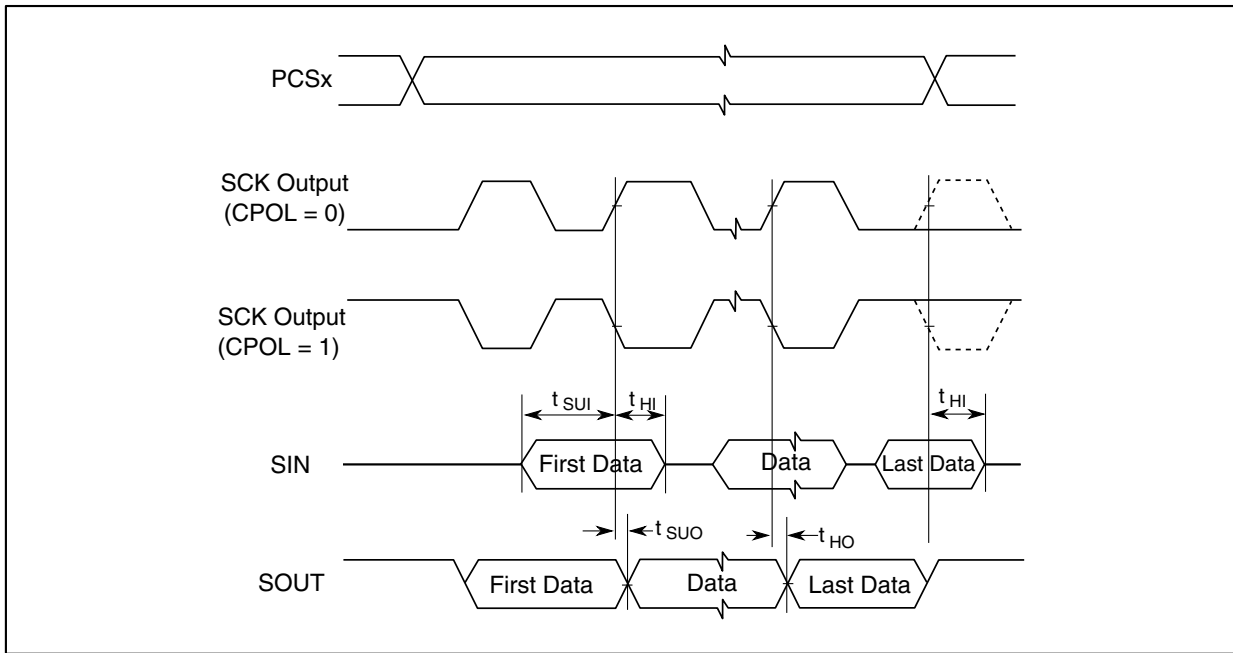 PCSx
SCK Output
(CPOL = 0)
SCK Output
(CPOL = 1)
t SUI
t HI
t HI
SIN
First Data
Data
Last Data
t SUO
t HO
SOUT
First Data
Data
Last Data